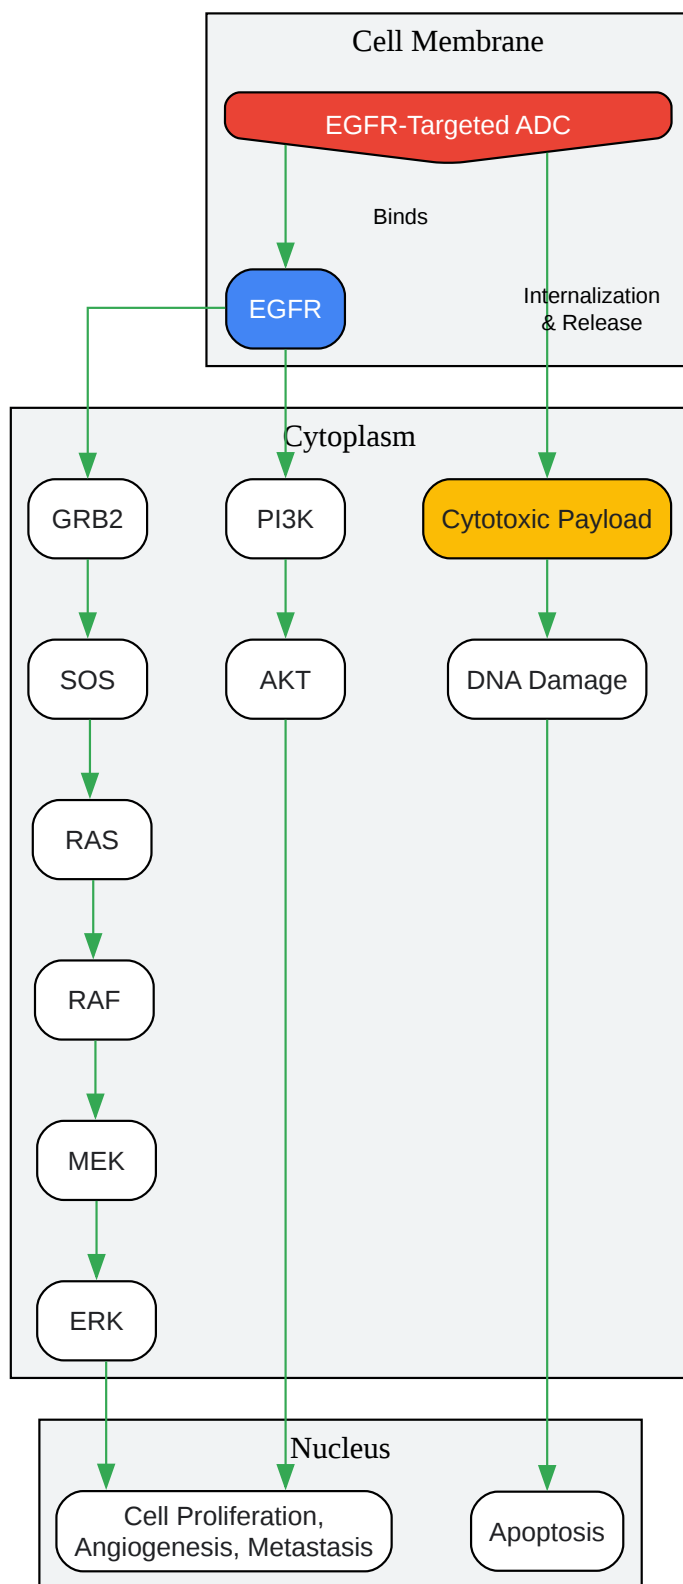 Cell Membrane
EGFR-Targeted ADC
Binds
EGFR
Internalization
& Release
Cytoplasm
GRB2
PI3K
Cytotoxic Payload
SOS
AKT
DNA Damage
RAS
RAF
MEK
ERK
Nucleus
Cell Proliferation,
Angiogenesis, Metastasis
Apoptosis